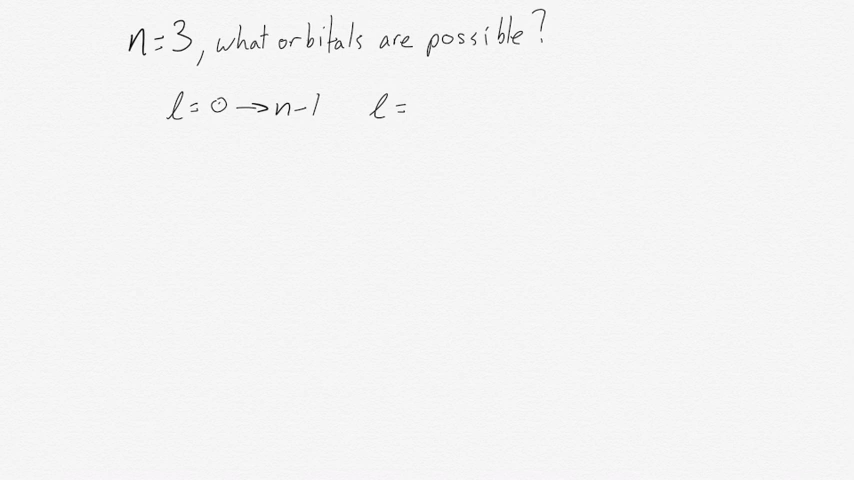 n=3, what orbitals are possible?
l=0→n-1 l=